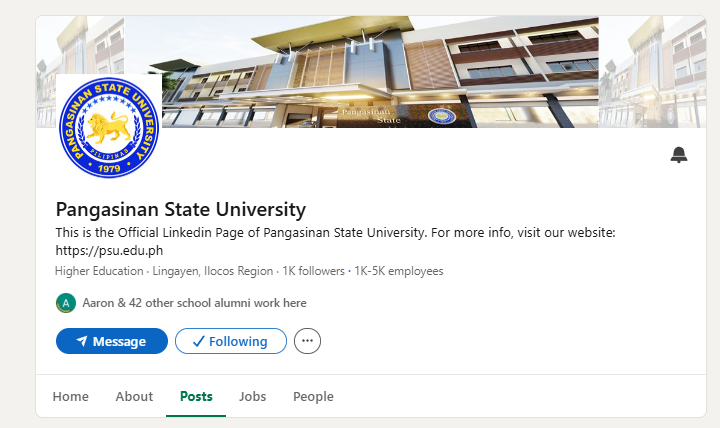 Pangasinan
State
PANGASINAN STATE UNIVERSITY
PILIPINAS
1979
Pangasinan State University
This is the Official Linkedin Page of Pangasinan State University. For more info, visit our website:
https://psu.edu.ph
Higher Education · Lingayen, Ilocos Region · 1K followers · 1K-5K employees
A
Aaron & 42 other school alumni work here
Message
Following
Home
About
Posts
Jobs
People